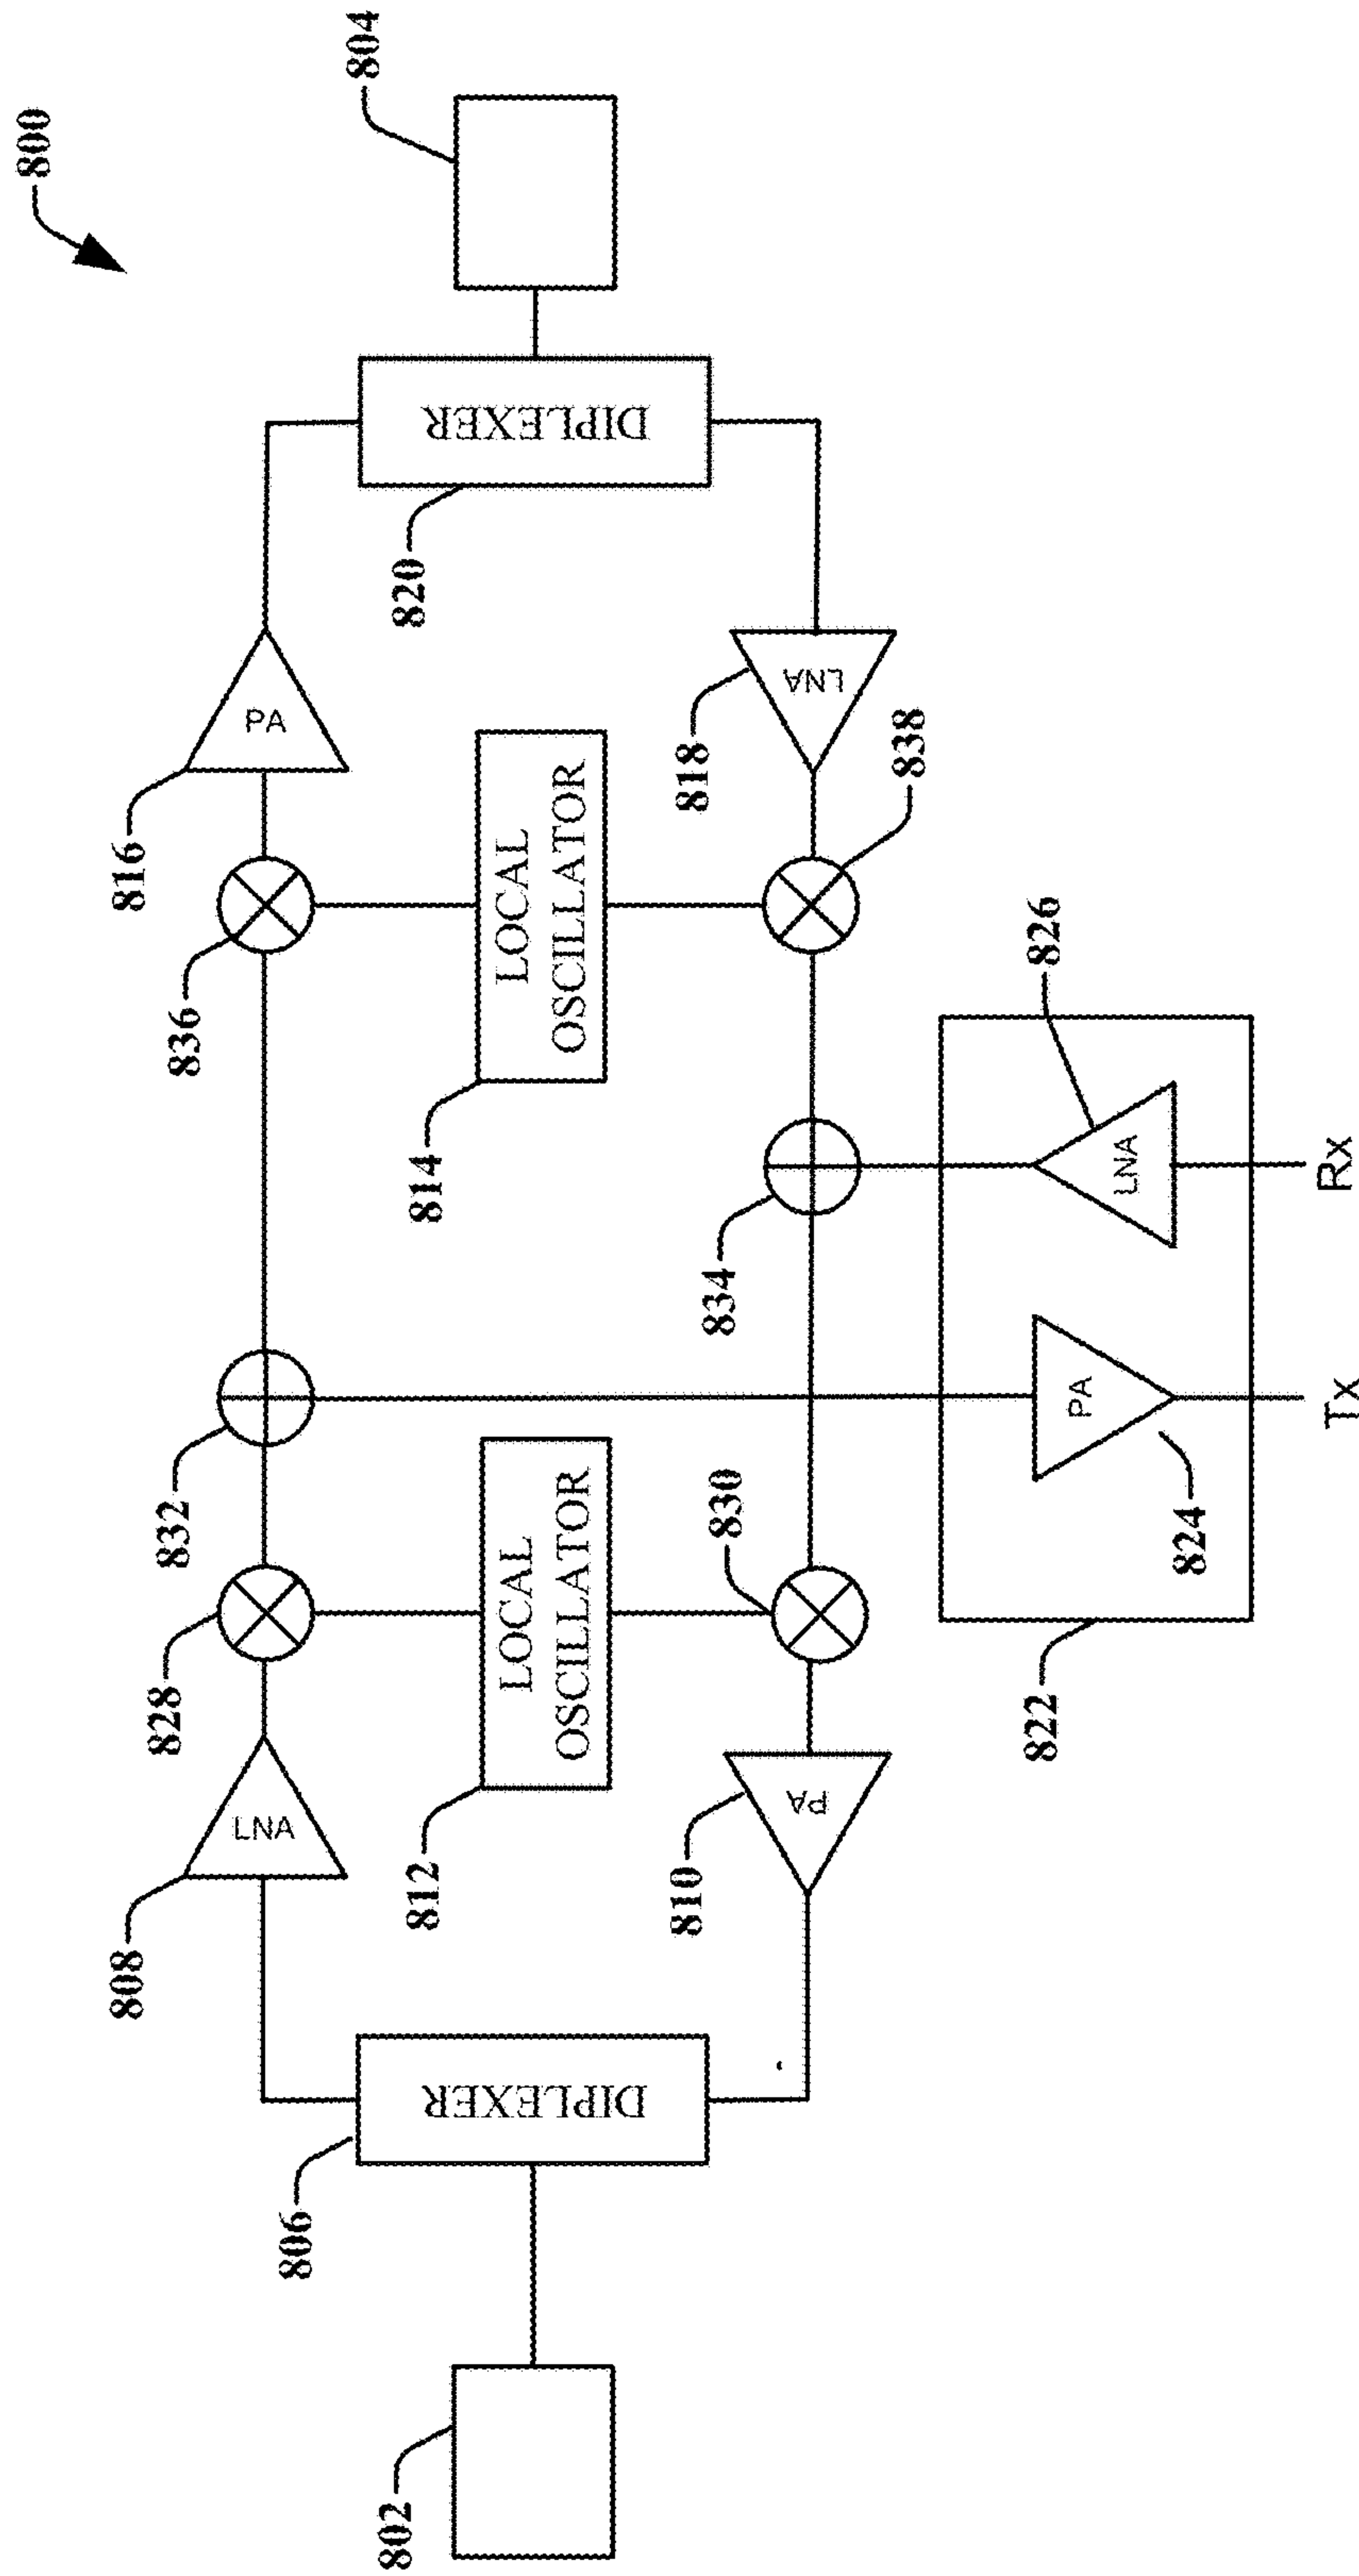 800
804
816
PA
820
DIPLEXER
836
814
LOCAL
OSCILLATOR
818
LNA
838
832
834
826
LNA
Rx
828
812
LOCAL
OSCILLATOR
830
PA
824
Tx
822
808
LNA
810
PA
806
DIPLEXER
802